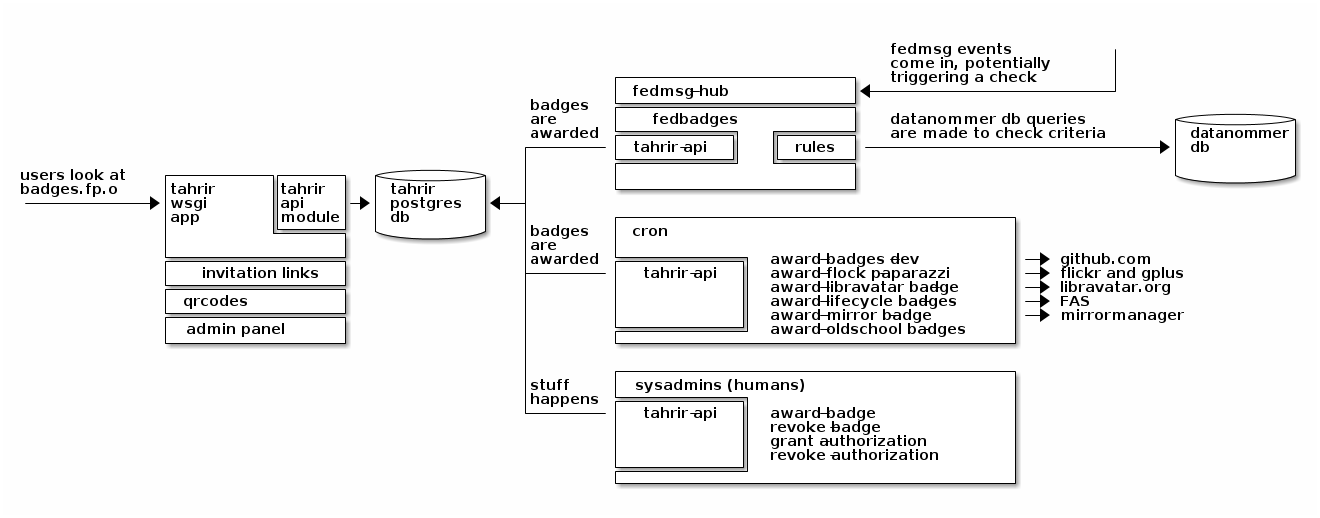 fedmsg events
come in, potentially
triggering a check
fedmsg-hub
badges
are
awarded
fedbadges
tahrir-api
rules
datanommer db queries
are made to check criteria
datanommer
db
users look at
badges.fp.o
tahrir
wsgi
app
tahrir
api
module
tahrir
postgres
db
invitation links
qrcodes
admin panel
badges
are
awarded
cron
tahrir-api
award-badges-dev
award-flock-paparazzi
award-libravatar-badge
award-lifecycle-badges
award-mirror-badge
award-oldschool-badges
github.com
flickr and gplus
libravatar.org
FAS
mirrormanager
stuff
happens
sysadmins (humans)
tahrir-api
award-badge
revoke-badge
grant-authorization
revoke-authorization